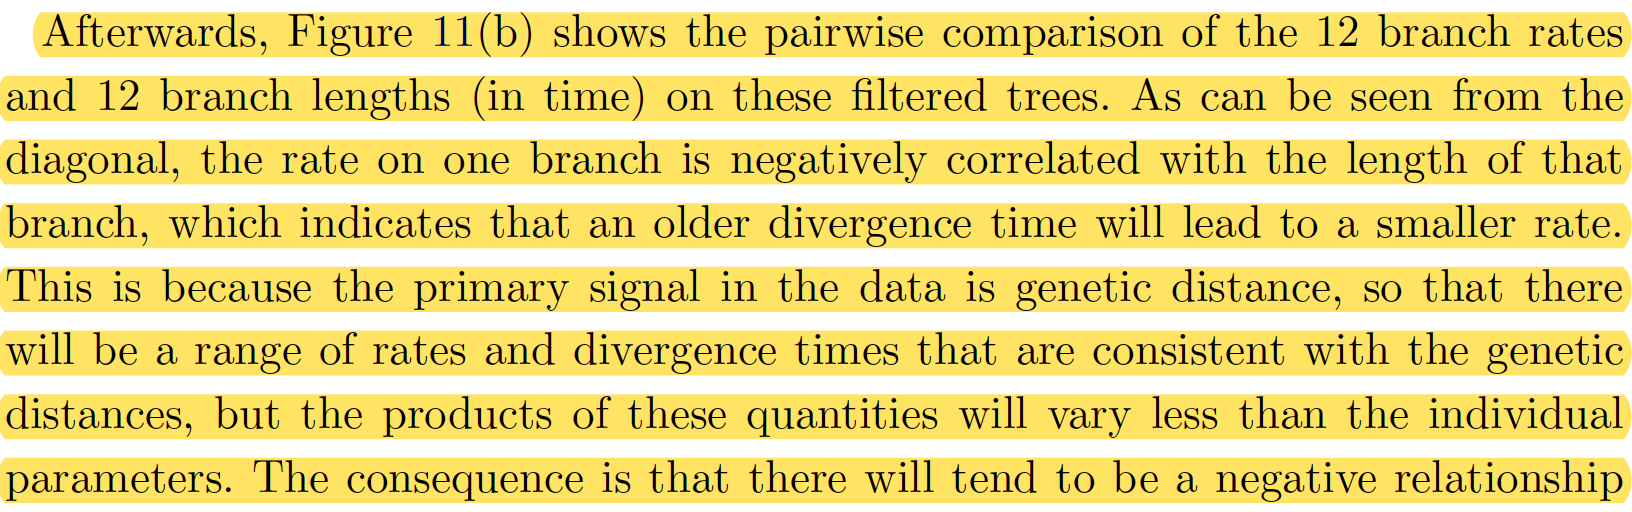 Afterwards, Figure 11(b) shows the pairwise comparison of the 12 branch rates
and 12 branch lengths (in time) on these filtered trees. As can be seen from the
diagonal, the rate on one branch is negatively correlated with the length of that
branch, which indicates that an older divergence time will lead to a smaller rate.
This is because the primary signal in the data is genetic distance, so that there
will be a range of rates and divergence times that are consistent with the genetic
distances, but the products of these quantities will vary less than the individual
parameters. The consequence is that there will tend to be a negative relationship